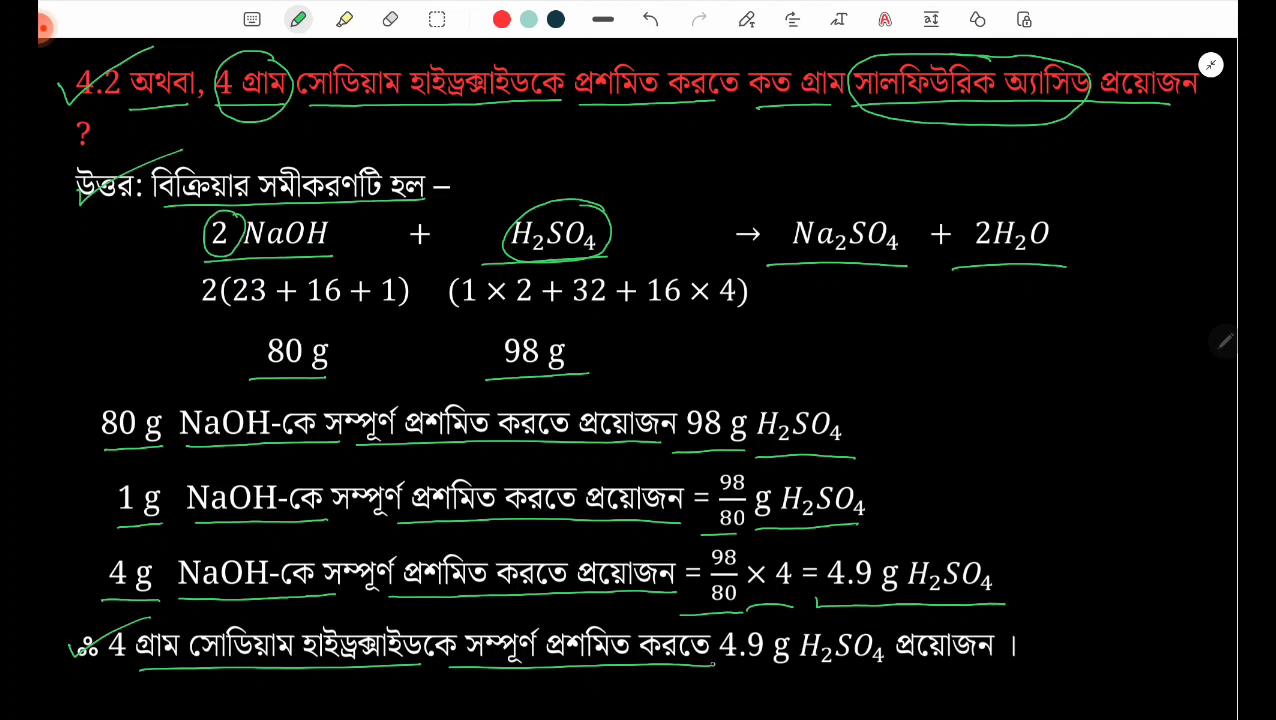 4.2 অথবা, 4 গ্রাম সোডিয়াম হাইড্রক্সাইডকে প্রশমিত করতে কত গ্রাম সালফিউরিক অ্যাসিড প্রয়োজন
?
উত্তর: বিক্রিয়ার সমীকরণটি হল –
2 NaOH + H₂SO₄ → Na₂SO₄ + 2H₂O
2(23 + 16 + 1) (1 × 2 + 32 + 16 × 4)
80 g 98 g
80 g NaOH-কে সম্পূর্ণ প্রশমিত করতে প্রয়োজন 98 g H₂SO₄
1 g NaOH-কে সম্পূর্ণ প্রশমিত করতে প্রয়োজন = 98/80 g H₂SO₄
4 g NaOH-কে সম্পূর্ণ প্রশমিত করতে প্রয়োজন = 98/80 × 4 = 4.9 g H₂SO₄
ஃ 4 গ্রাম সোডিয়াম হাইড্রক্সাইডকে সম্পূর্ণ প্রশমিত করতে 4.9 g H₂SO₄ প্রয়োজন ।